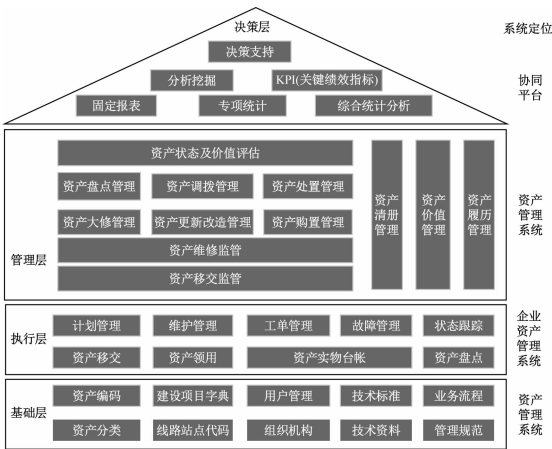 决策层
系统定位
决策支持
分析挖掘
KPI(关键绩效指标)
协同
平台
固定报表
专项统计
综合统计分析
资产状态及价值评估
资产盘点管理
资产调拨管理
资产处置管理
资产大修管理
资产更新改造管理
资产购置管理
资产维修监管
资产移交监管
管理层
资产
清册
管理
资产
价值
管理
资产
履历
管理
资产
管理
系统
执行层
计划管理
维护管理
工单管理
故障管理
状态跟踪
资产移交
资产领用
资产实物台帐
资产盘点
企业
资产
管理
系统
基础层
资产编码
建设项目字典
用户管理
技术标准
业务流程
资产分类
线路站点代码
组织机构
技术资料
管理规范
资产
管理
系统